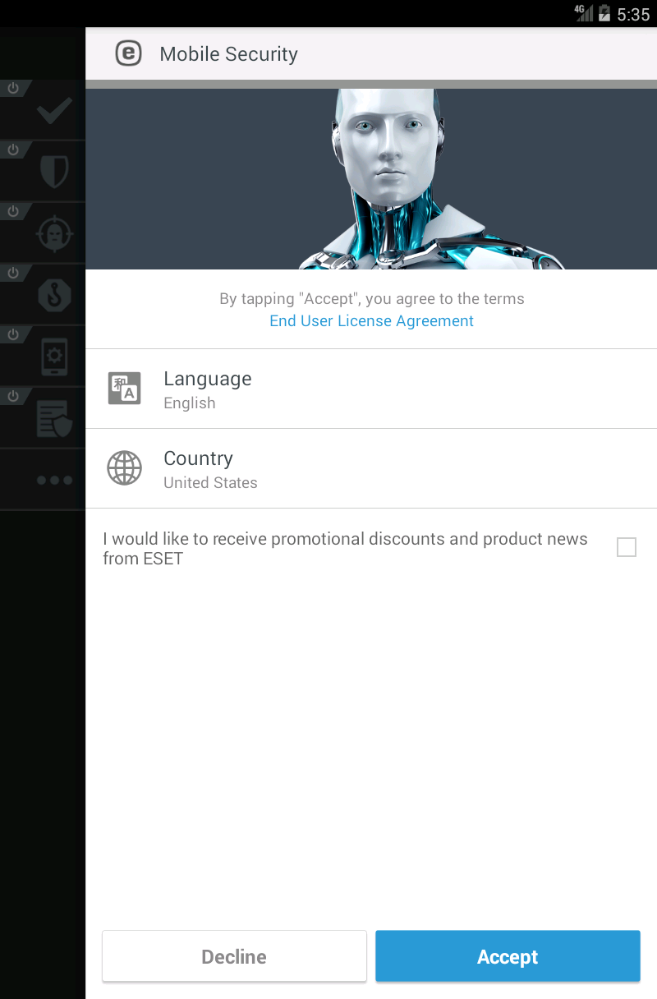 4G 5:35
Mobile Security
By tapping "Accept", you agree to the terms
End User License Agreement
Language
English
Country
United States
I would like to receive promotional discounts and product news
from ESET
Decline
Accept